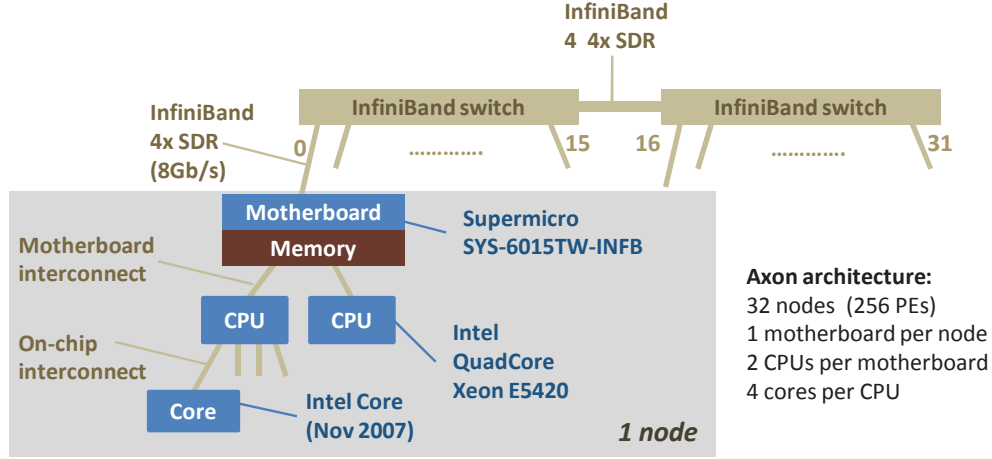 InfiniBand
4  4x SDR
InfiniBand
4x SDR
(8Gb/s)
InfiniBand switch
InfiniBand switch
0
………….
15
16
………….
31
Motherboard
Memory
Supermicro
SYS-6015TW-INFB
Motherboard
interconnect
CPU
CPU
On-chip
interconnect
Intel
QuadCore
Xeon E5420
Core
Intel Core
(Nov 2007)
1 node
Axon architecture:
32 nodes  (256 PEs)
1 motherboard per node
2 CPUs per motherboard
4 cores per CPU